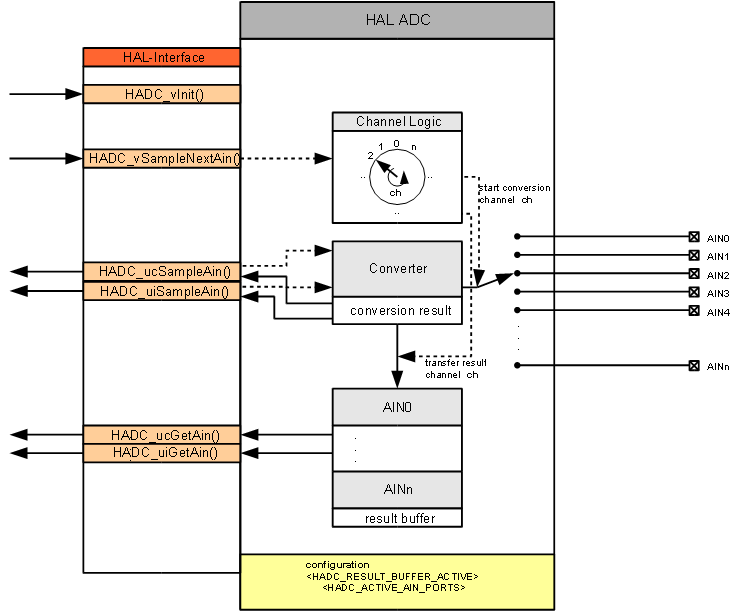 HAL ADC
HAL-Interface
HADC_vInit()
HADC_vSampleNextAin()
Channel Logic
2 1 0 n
.. ..
ch
..
start conversion
channel ch
HADC_ucSampleAin()
HADC_uiSampleAin()
Converter
conversion result
AIN0
AIN1
AIN2
AIN3
AIN4
.
.
.
AINn
transfer result
channel ch
HADC_ucGetAin()
HADC_uiGetAin()
AIN0
.
.
.
AINn
result buffer
configuration
<HADC_RESULT_BUFFER_ACTIVE>
<HADC_ACTIVE_AIN_PORTS>